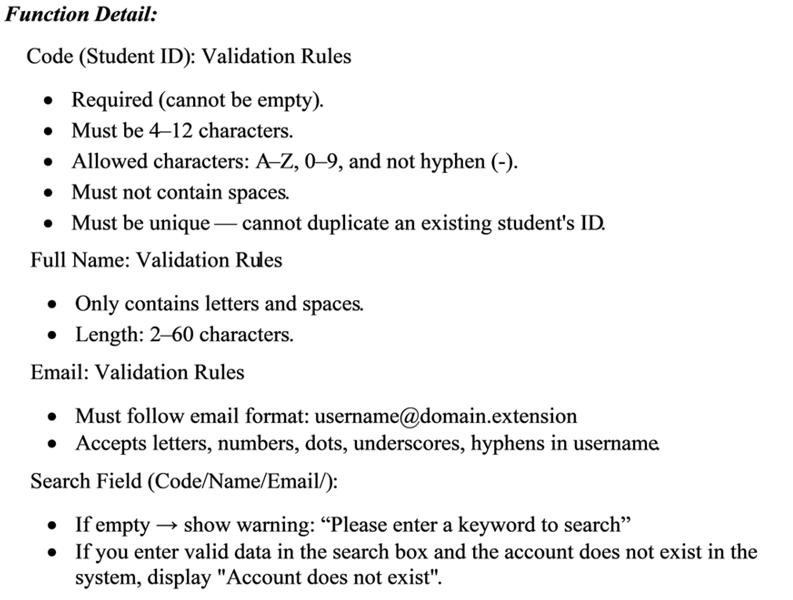 Function Detail:
Code (Student ID): Validation Rules
• Required (cannot be empty).
• Must be 4–12 characters.
• Allowed characters: A–Z, 0–9, and not hyphen (-).
• Must not contain spaces.
• Must be unique — cannot duplicate an existing student's ID.
Full Name: Validation Rules
• Only contains letters and spaces.
• Length: 2–60 characters.
Email: Validation Rules
• Must follow email format: username@domain.extension
• Accepts letters, numbers, dots, underscores, hyphens in username.
Search Field (Code/Name/Email/):
• If empty → show warning: “Please enter a keyword to search”
• If you enter valid data in the search box and the account does not exist in the
system, display "Account does not exist".